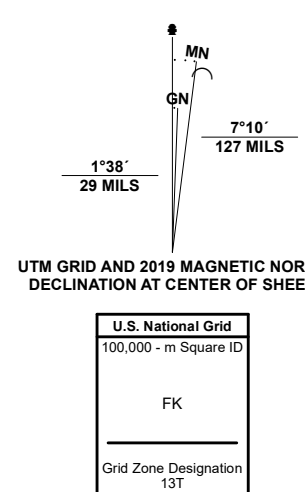 MN
GN
7°10´
127 MILS
1°38´
29 MILS
UTM GRID AND 2019 MAGNETIC NOR
DECLINATION AT CENTER OF SHEE
U.S. National Grid
100,000 - m Square ID
FK
Grid Zone Designation
13T